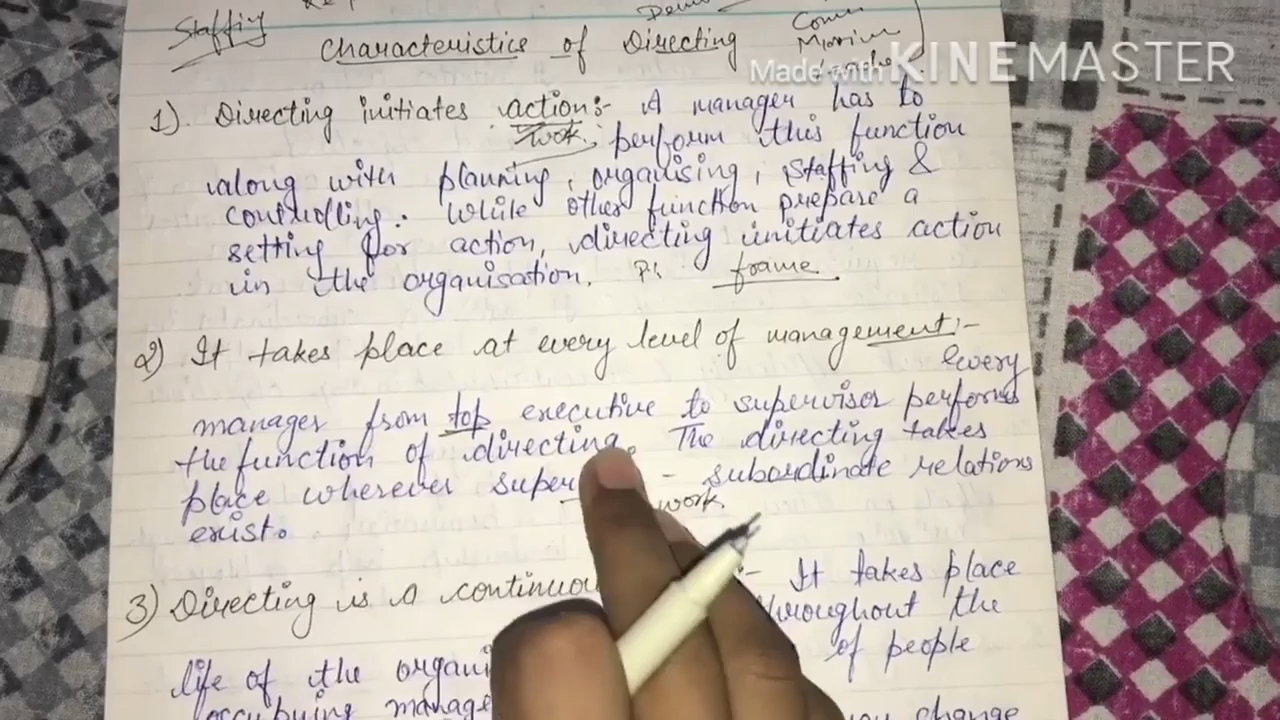 Staffing
Characteristics of Directing
Made with KINEMASTER
1). Directing initiates action:- A manager has to
work. perform this function
along with planning, organising, staffing &
controlling. While other function prepare a
setting for action, directing initiates action
in the organisation. frame
2) It takes place at every level of management:-
Every
manager from top executive to supervisor performs
the function of directing. The directing takes
place wherever super - subordinate relations
work.
exist.
3) Directing is a :- It takes place
throughout the
life of the of people
change